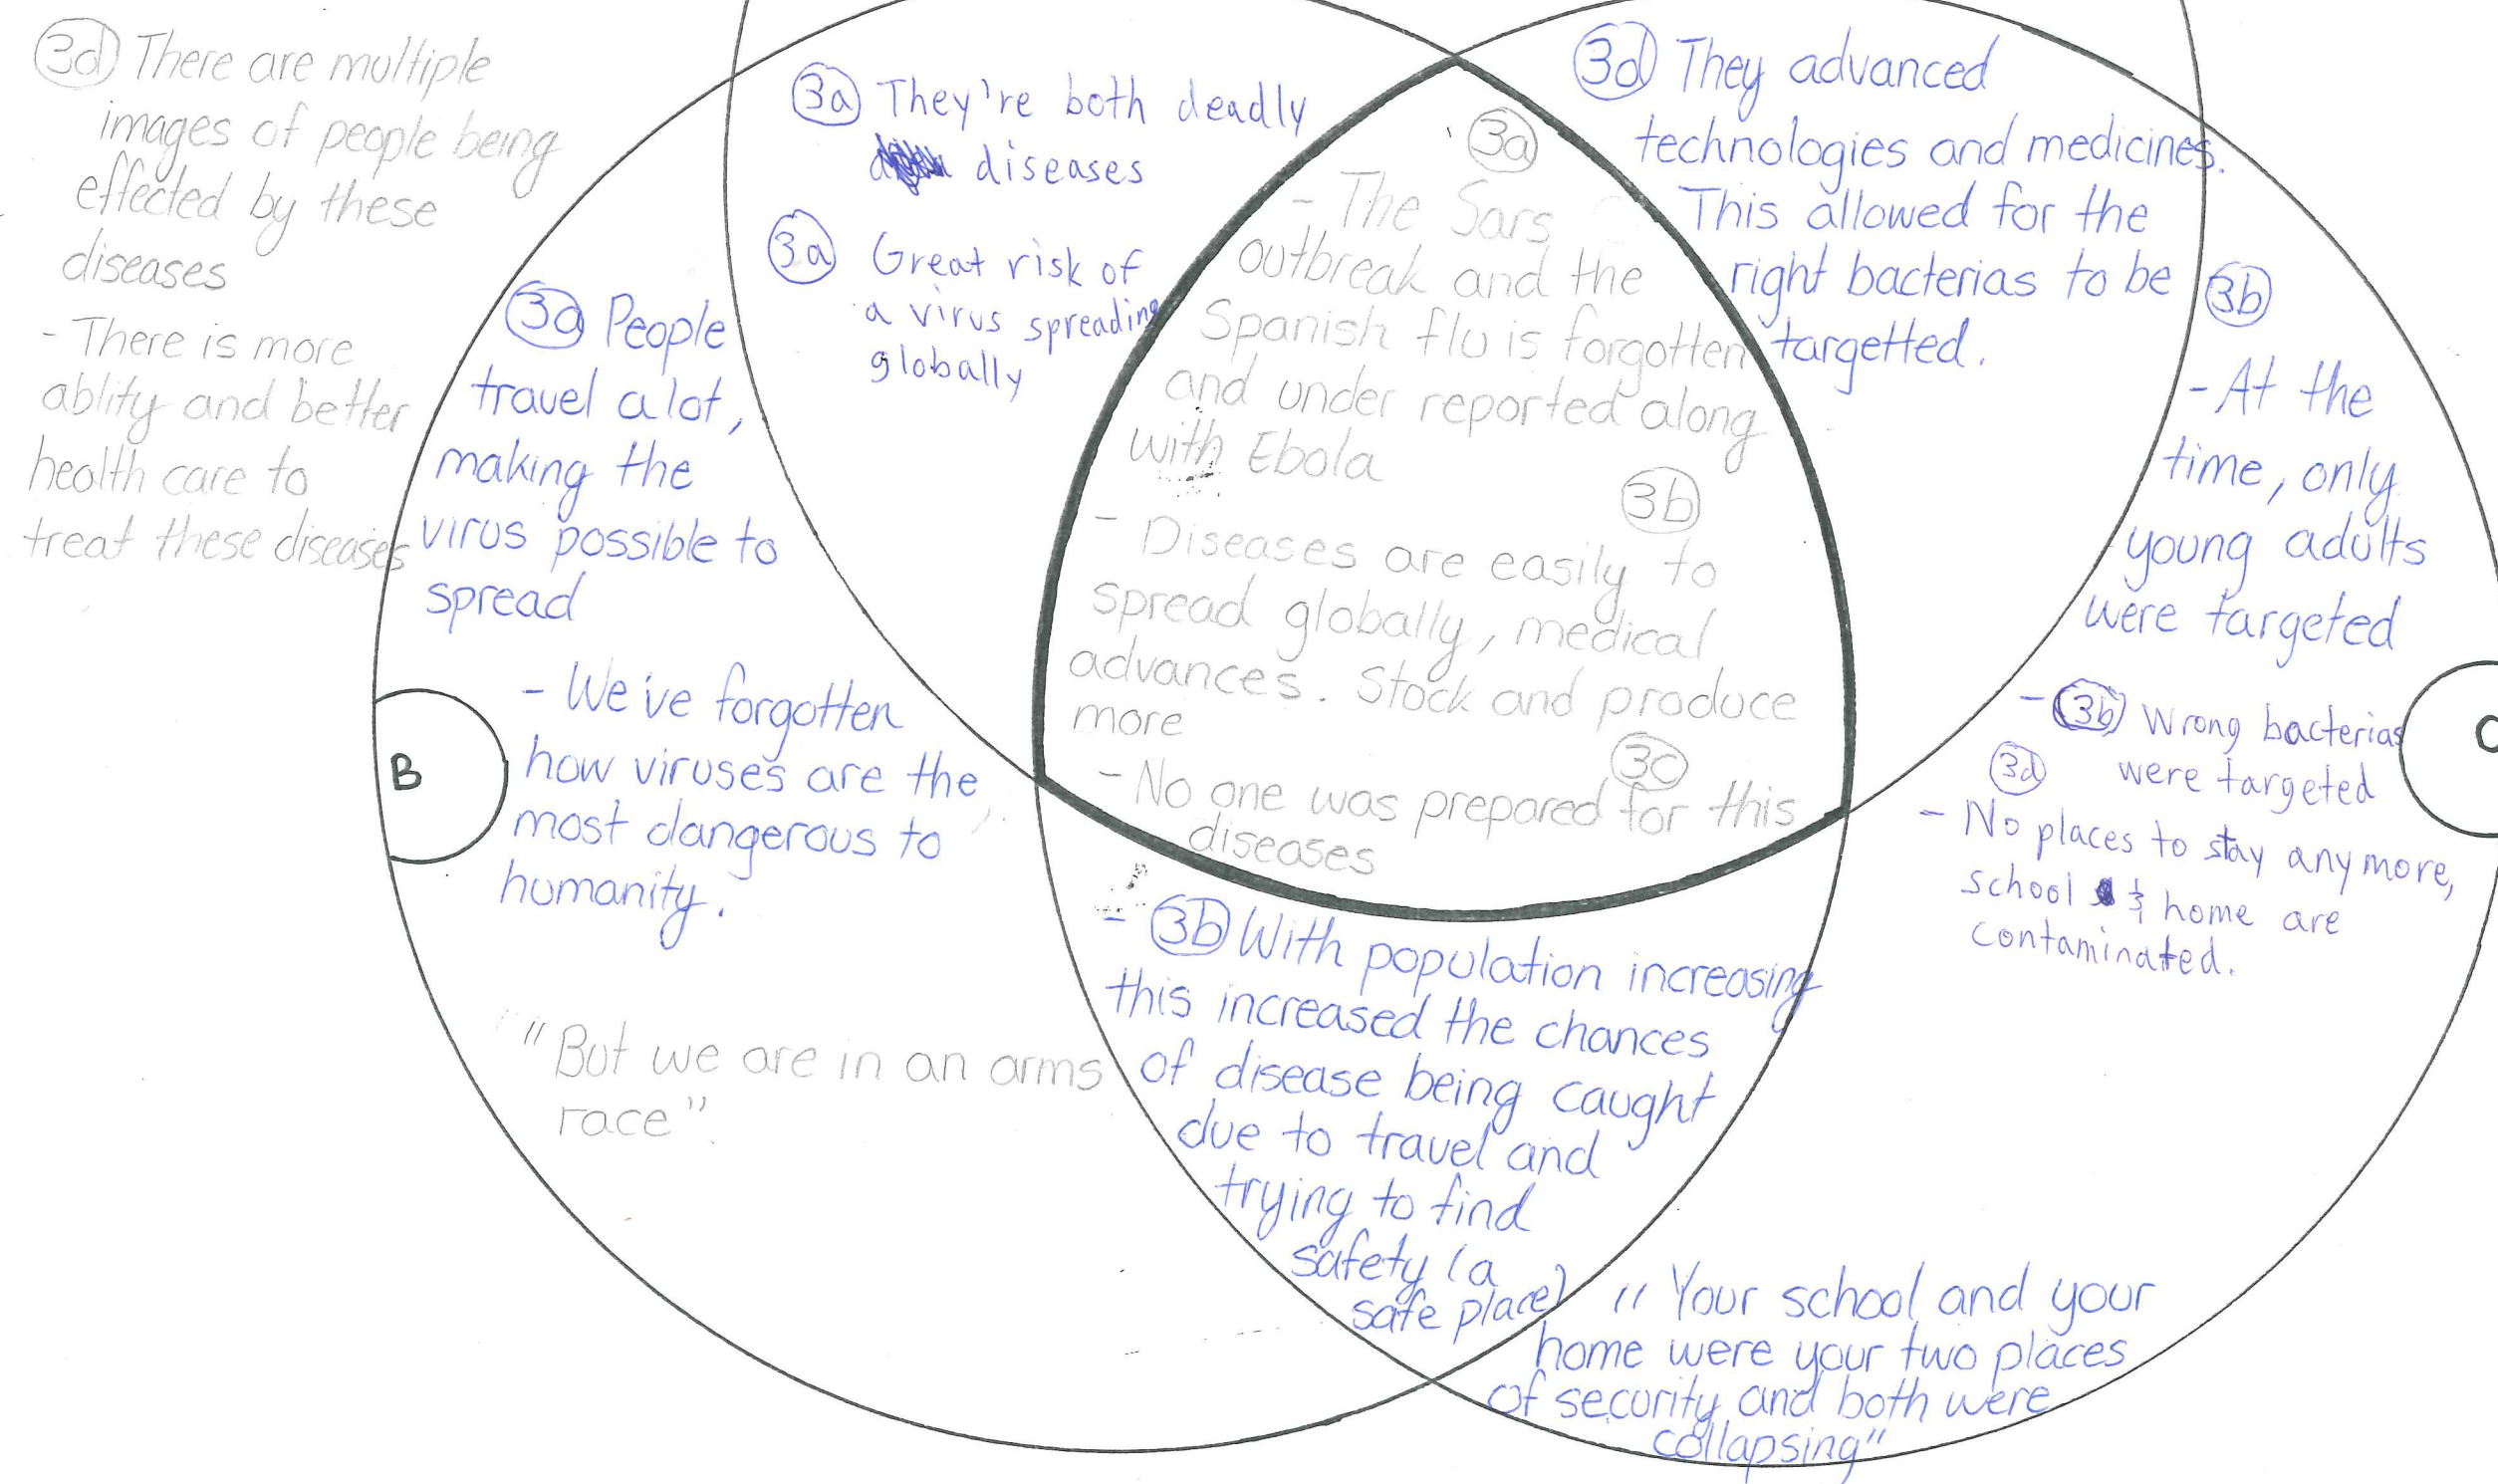 3d There are multiple
images of people being
effected by these
diseases
- There is more
ablity and better
health care to
treat these diseases
3a People
travel alot,
making the
virus possible to
spread
- We've forgotten
how viruses are the
most dangerous to
humanity.
B
"But we are in an arms
race".
3a They're both deadly
diseases
3a Great risk of
a virus spreading
globally
3a
- The Sars
outbreak and the
Spanish flu is forgotten
and under reported along
with Ebola
3b
- Diseases are easily to
spread globally, medical
advances. Stock and produce
more
3c
- No one was prepared for this
diseases
- 3b With population increasing
this increased the chances
of disease being caught
due to travel and
trying to find
safety (a
safe place)
3d They advanced
technologies and medicines.
This allowed for the
right bacterias to be
targetted.
3b
- At the
time, only
young adults
were targeted
- 3b Wrong bacterias
were targeted
3d
- No places to stay anymore,
school & home are
contaminated.
C
"Your school and your
home were your two places
of security and both were
collapsing"